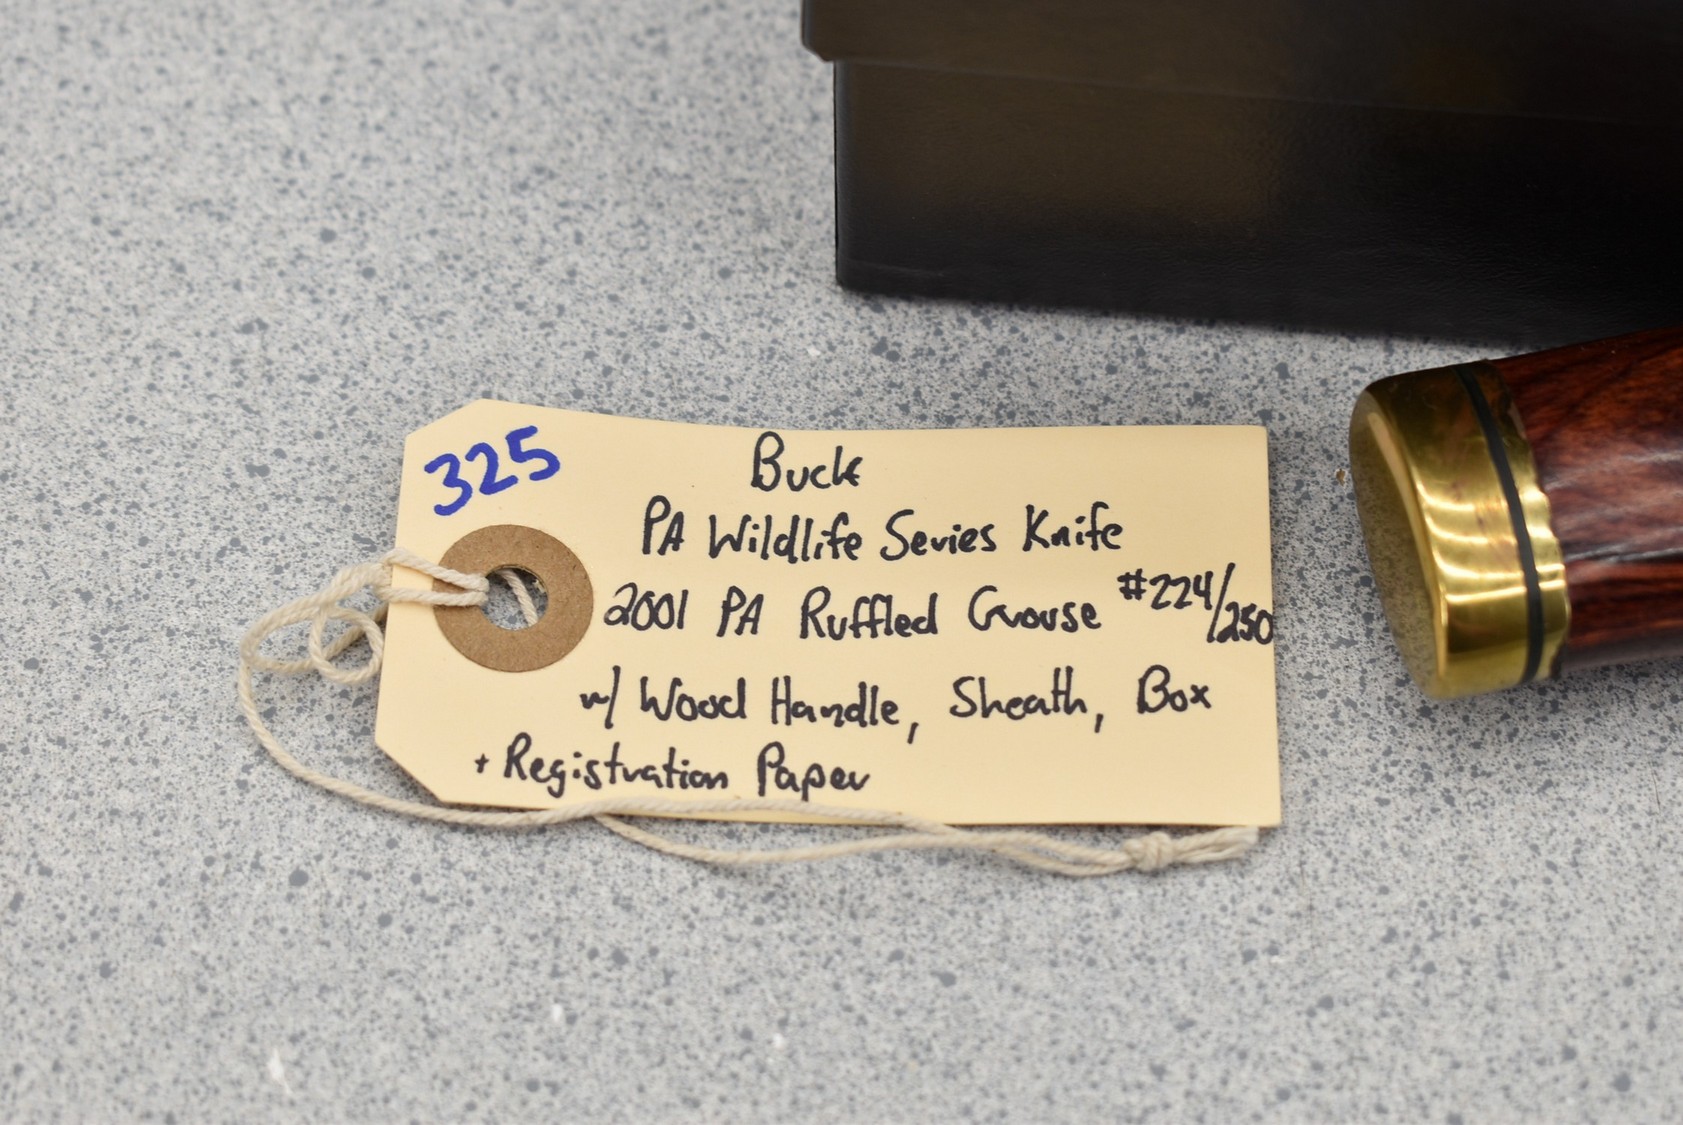 325
Buck
PA Wildlife Series Knife
2001 PA Ruffled Grouse #224/250
w/ Wood Handle, Sheath, Box
+ Registration Paper